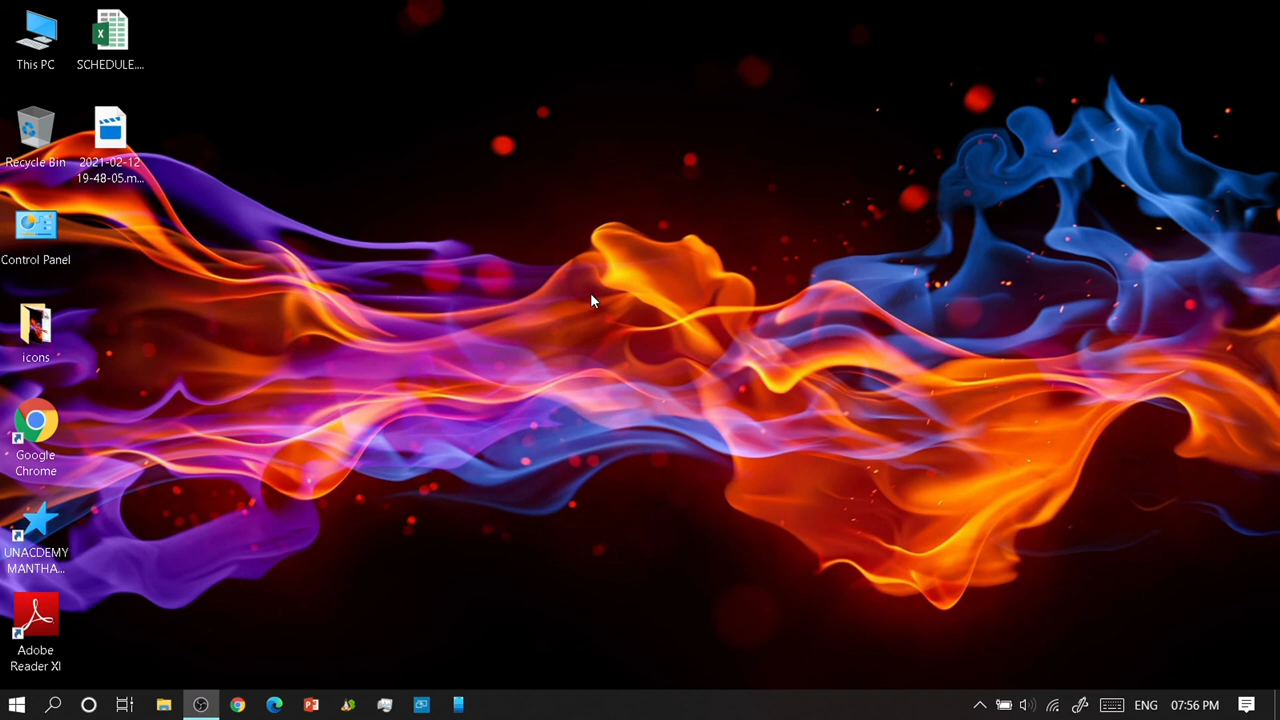 This PC
SCHEDULE....
Recycle Bin
2021-02-12
19-48-05.m...
Control Panel
icons
Google
Chrome
UNACDEMY
MANTHA...
Adobe
Reader XI
ENG
07:56 PM